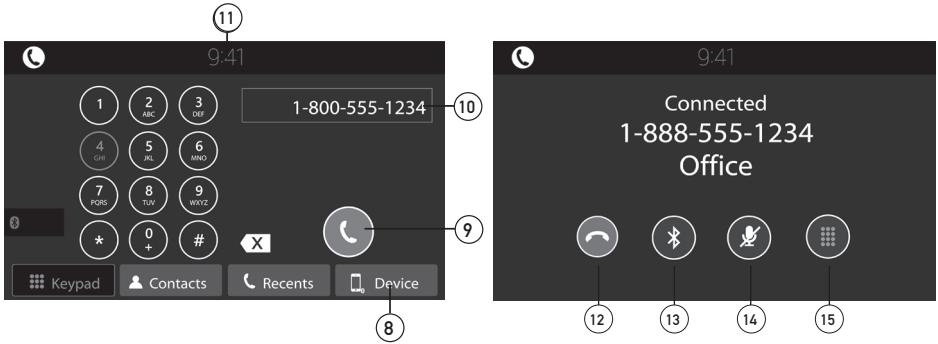 11
9:41
1 2 ABC 3 DEF
1-800-555-1234 10
4 GHI 5 JKL 6 MNO
7 PQRS 8 TUV 9 WXYZ
* 0 + # X 9
Keypad Contacts Recents Device
8
9:41
Connected
1-888-555-1234
Office
12 13 14 15